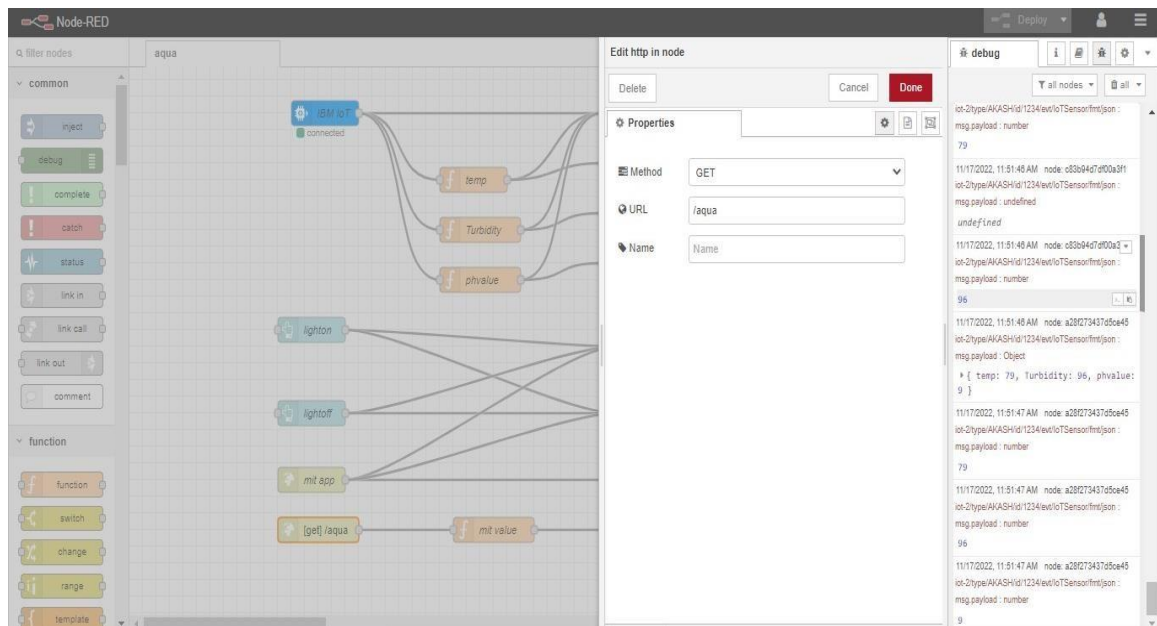 Node-RED
Deploy
filter nodes
common
inject
debug
complete
catch
status
link in
link call
link out
comment
function
function
switch
change
range
template
aqua
IBM IoT
connected
temp
Turbidity
phvalue
lighton
lightoff
mit app
[get] /aqua
mit value
Edit http in node
Delete
Cancel
Done
Properties
Method
GET
URL
/aqua
Name
Name
debug
i
all nodes
all
iot-2/type/AKASH/id/1234/evt/IoTSensor/fmt/json :
msg.payload : number
79
11/17/2022, 11:51:46 AM node: c83b94d7df00a3f1
iot-2/type/AKASH/id/1234/evt/IoTSensor/fmt/json :
msg.payload : undefined
undefined
11/17/2022, 11:51:46 AM node: c83b94d7df00a3
iot-2/type/AKASH/id/1234/evt/IoTSensor/fmt/json :
msg.payload : number
96
11/17/2022, 11:51:46 AM node: a28f273437d5ce45
iot-2/type/AKASH/id/1234/evt/IoTSensor/fmt/json :
msg.payload : Object
{ temp: 79, Turbidity: 96, phvalue:
9 }
11/17/2022, 11:51:47 AM node: a28f273437d5ce45
iot-2/type/AKASH/id/1234/evt/IoTSensor/fmt/json :
msg.payload : number
79
11/17/2022, 11:51:47 AM node: a28f273437d5ce45
iot-2/type/AKASH/id/1234/evt/IoTSensor/fmt/json :
msg.payload : number
96
11/17/2022, 11:51:47 AM node: a28f273437d5ce45
iot-2/type/AKASH/id/1234/evt/IoTSensor/fmt/json :
msg.payload : number
9